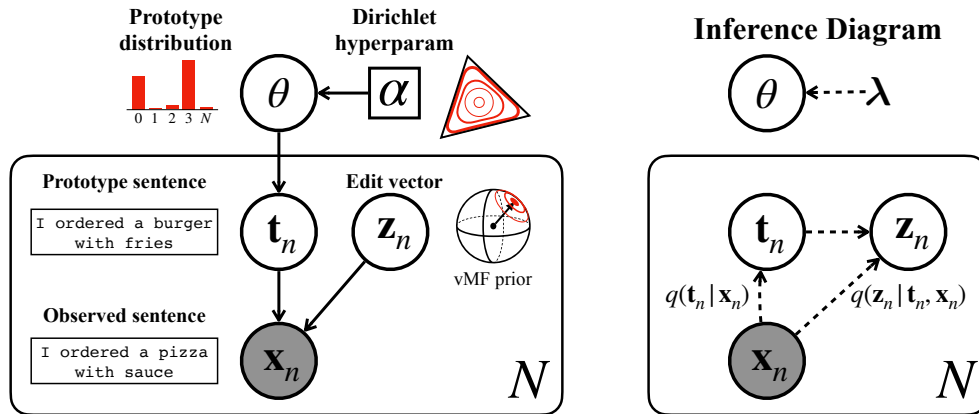 Prototype distribution
Dirichlet hyperparam
0 1 2 3 N
θ
α
Prototype sentence
I ordered a burger
with fries
Edit vector
t_n
z_n
vMF prior
Observed sentence
I ordered a pizza
with sauce
x_n
N
Inference Diagram
θ
λ
t_n
z_n
q(t_n | x_n)
q(z_n | t_n, x_n)
x_n
N